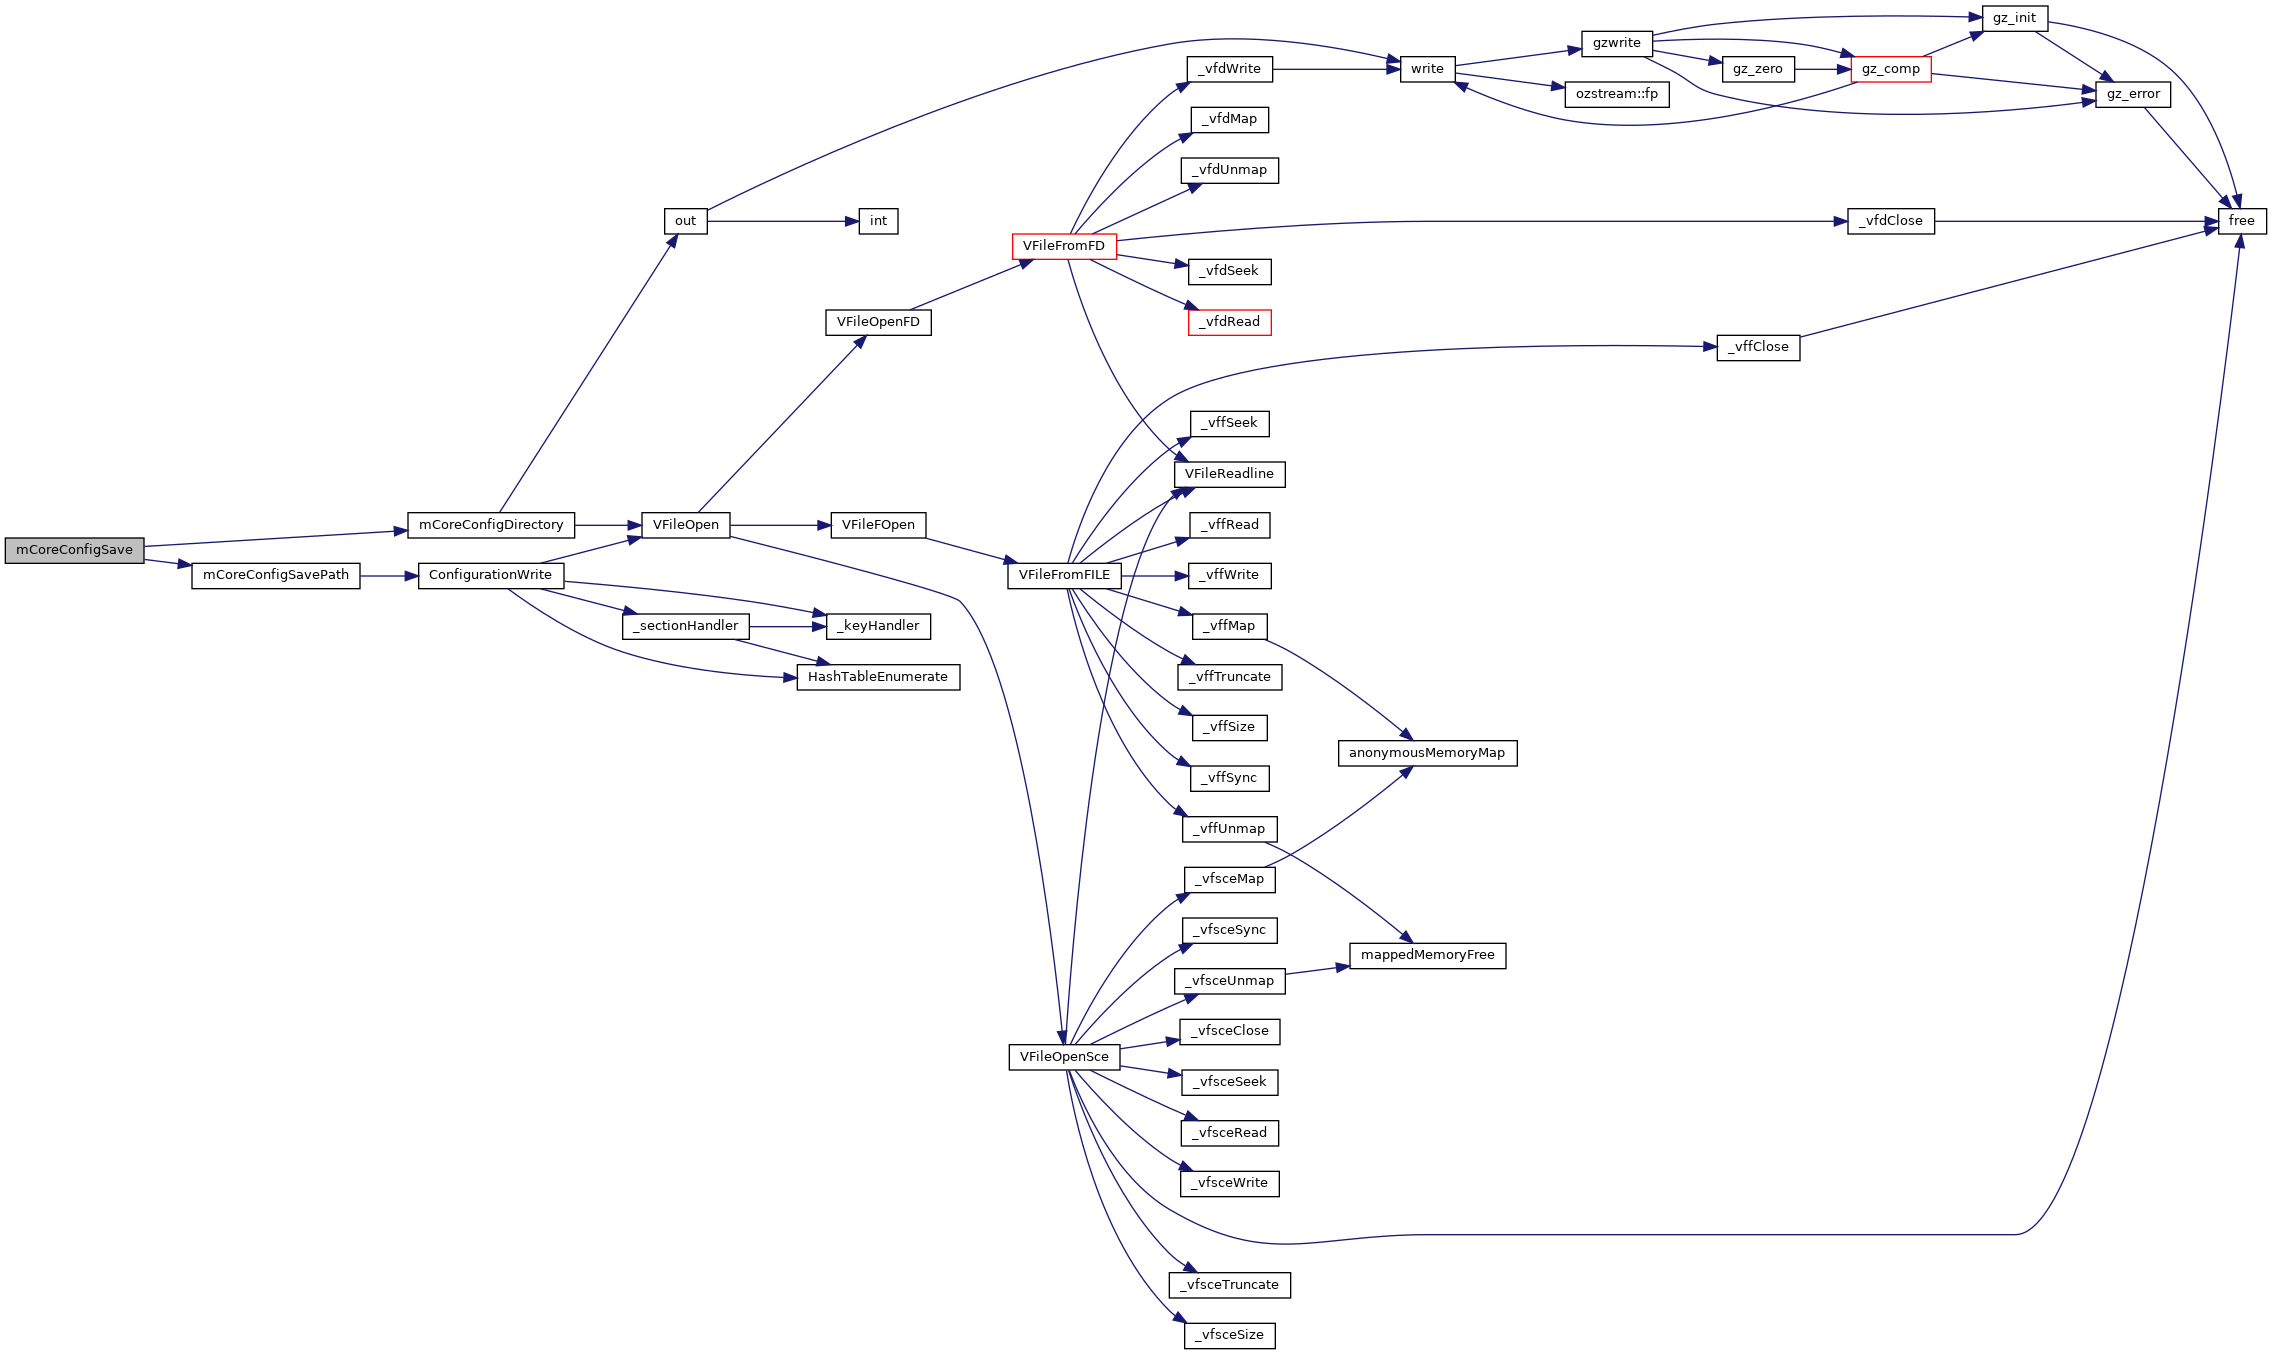 gz_init
gzwrite
_vfdWrite
write
gz_zero
gz_comp
ozstream::fp
gz_error
_vfdMap
_vfdUnmap
out
int
_vfdClose
free
VFileFromFD
_vfdSeek
VFileOpenFD
_vfdRead
_vffClose
_vffSeek
VFileReadline
mCoreConfigDirectory
VFileOpen
VFileFOpen
_vffRead
mCoreConfigSave
mCoreConfigSavePath
ConfigurationWrite
VFileFromFILE
_vffWrite
_sectionHandler
_keyHandler
_vffMap
HashTableEnumerate
_vffTruncate
_vffSize
anonymousMemoryMap
_vffSync
_vffUnmap
_vfsceMap
_vfsceSync
mappedMemoryFree
_vfsceUnmap
_vfsceClose
VFileOpenSce
_vfsceSeek
_vfsceRead
_vfsceWrite
_vfsceTruncate
_vfsceSize